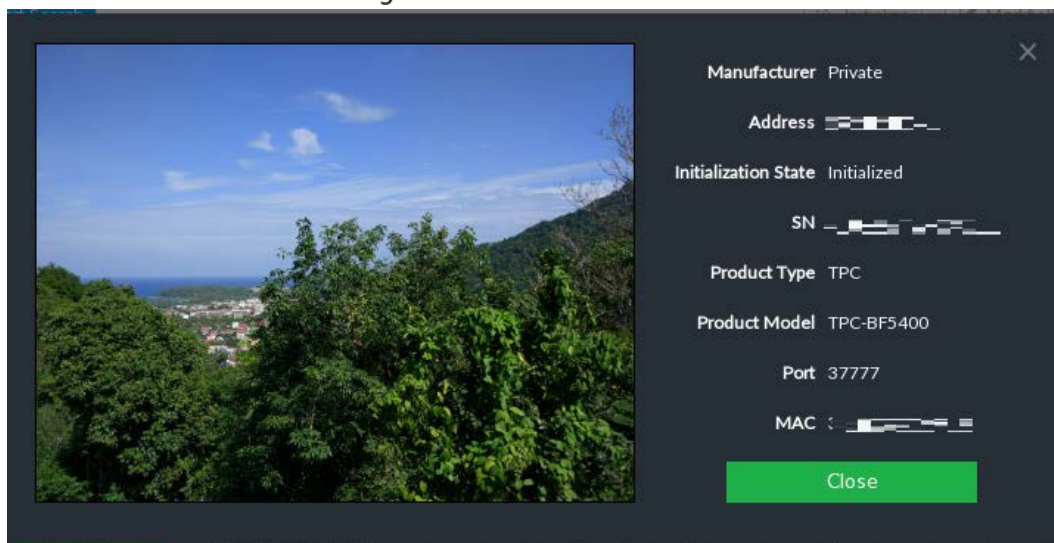 Manufacturer Private
Address
Initialization State Initialized
SN
Product Type TPC
Product Model TPC-BF5400
Port 37777
MAC
Close